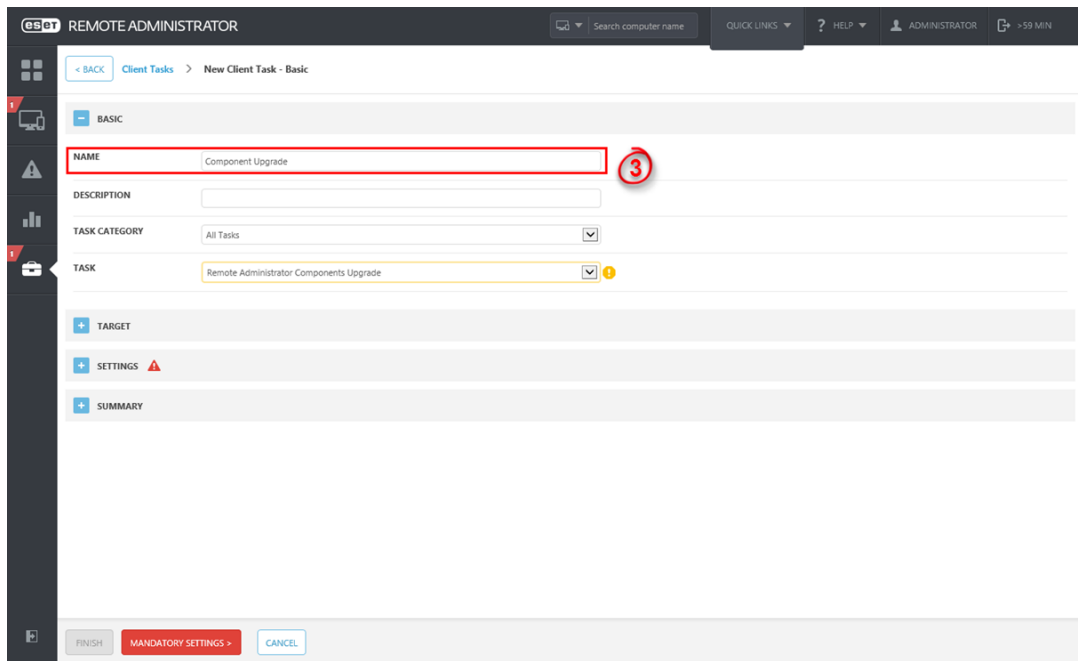 eset REMOTE ADMINISTRATOR Search computer name QUICK LINKS ? HELP ADMINISTRATOR >59 MIN
< BACK Client Tasks > New Client Task - Basic
1
BASIC
NAME Component Upgrade 3
DESCRIPTION
TASK CATEGORY All Tasks
1
TASK Remote Administrator Components Upgrade
TARGET
SETTINGS
SUMMARY
FINISH MANDATORY SETTINGS > CANCEL